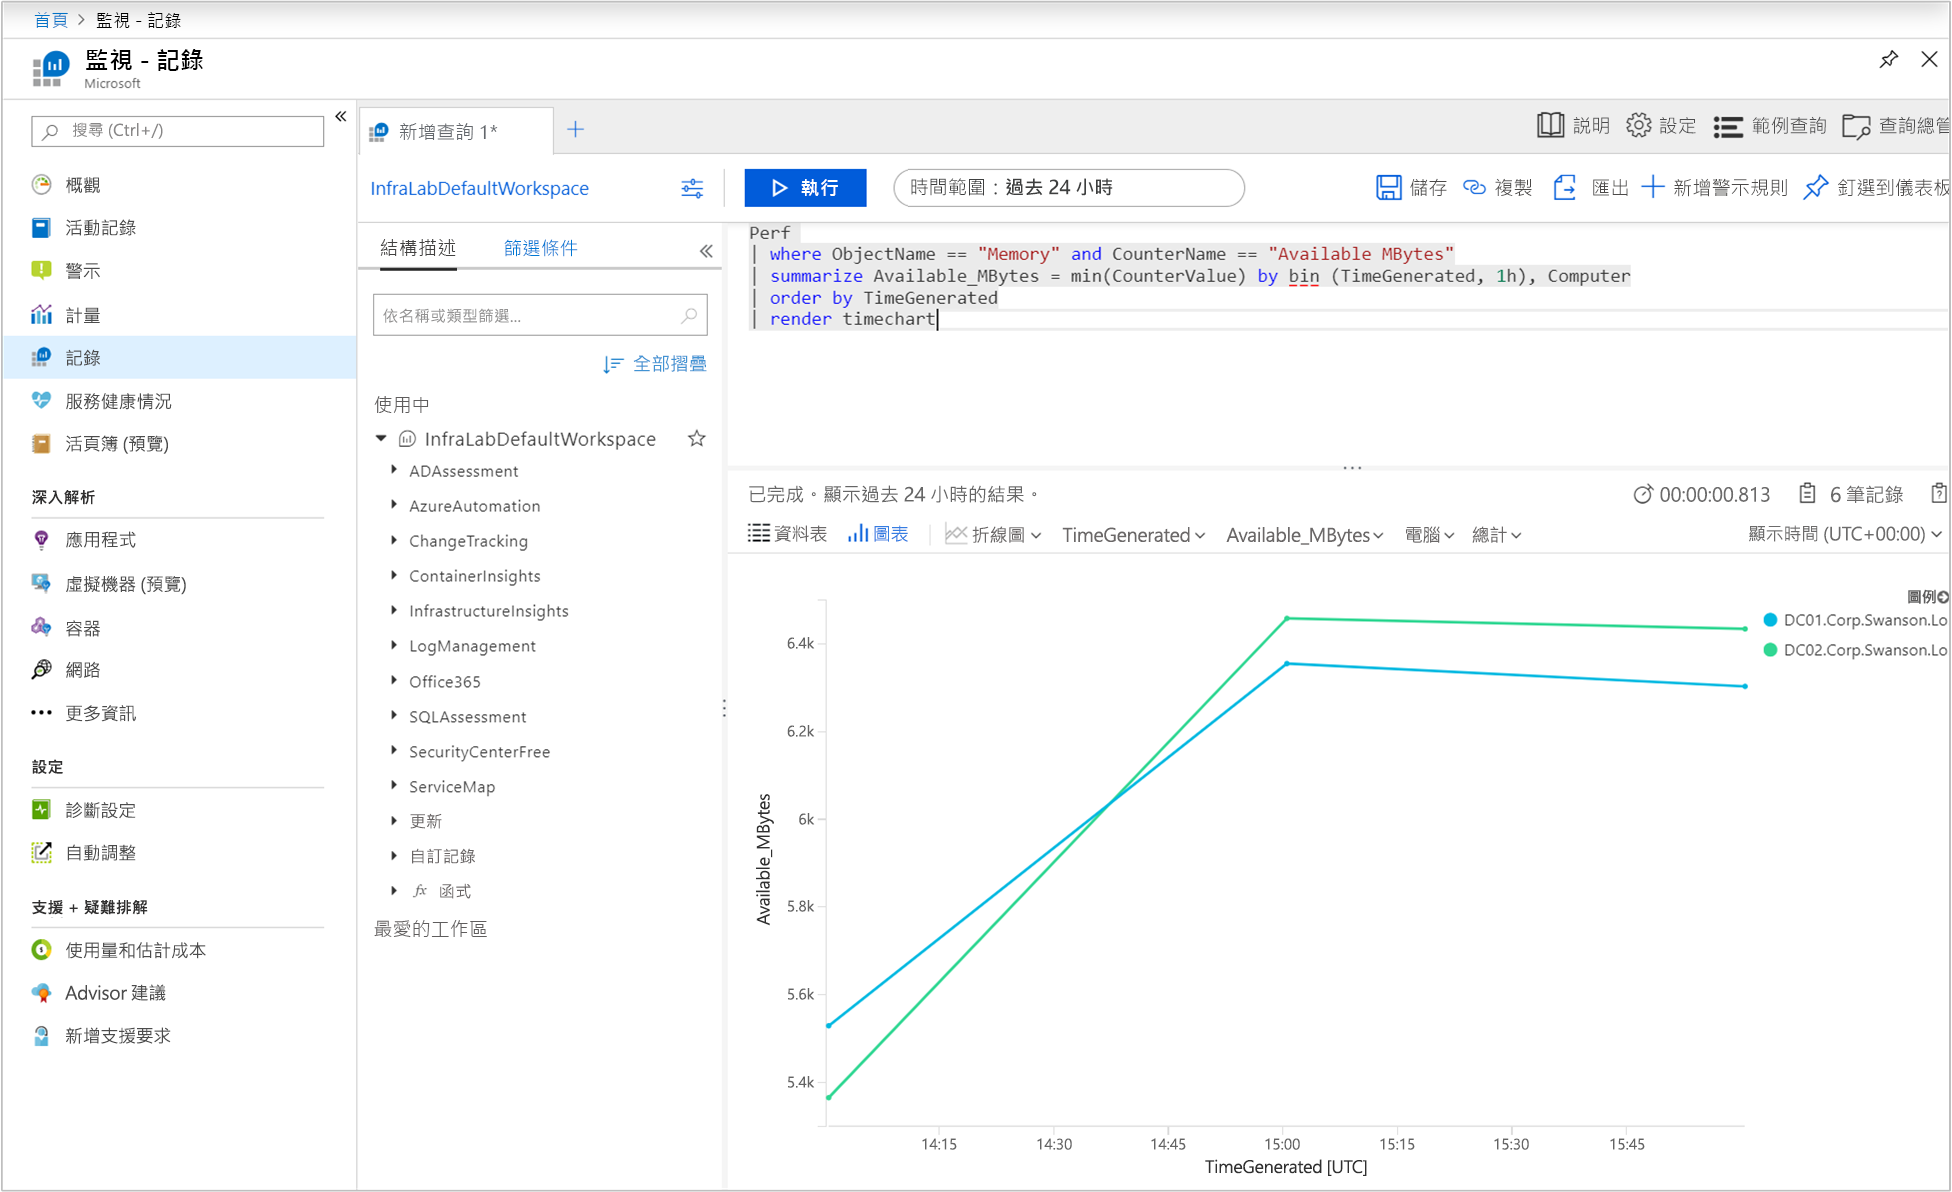 首頁 > 監視 - 記錄
監視 - 記錄
Microsoft
搜尋 (Ctrl+/)
概觀
活動記錄
警示
計量
記錄
服務健康情況
活頁簿 (預覽)
深入解析
應用程式
虛擬機器 (預覽)
容器
網路
更多資訊
設定
診斷設定
自動調整
支援 + 疑難排解
使用量和估計成本
Advisor 建議
新增支援要求
新增查詢 1*
說明 設定 範例查詢 查詢總管
InfraLabDefaultWorkspace
執行
時間範圍：過去 24 小時
儲存 複製 匯出 新增警示規則 釘選到儀表板
結構描述 篩選條件
依名稱或類型篩選...
全部摺疊
使用中
InfraLabDefaultWorkspace
ADAssessment
AzureAutomation
ChangeTracking
ContainerInsights
InfrastructureInsights
LogManagement
Office365
SQLAssessment
SecurityCenterFree
ServiceMap
更新
自訂記錄
fx 函式
最愛的工作區
Perf
| where ObjectName == "Memory" and CounterName == "Available MBytes"
| summarize Available_MBytes = min(CounterValue) by bin (TimeGenerated, 1h), Computer
| order by TimeGenerated
| render timechart
已完成。顯示過去 24 小時的結果。
00:00:00.813 6 筆記錄
資料表 圖表 折線圖 TimeGenerated Available_MBytes 電腦 總計
顯示時間 (UTC+00:00)
圖例
DC01.Corp.Swanson.Lo
DC02.Corp.Swanson.Lo
Available_MBytes
6.4k
6.2k
6k
5.8k
5.6k
5.4k
14:15 14:30 14:45 15:00 15:15 15:30 15:45
TimeGenerated [UTC]